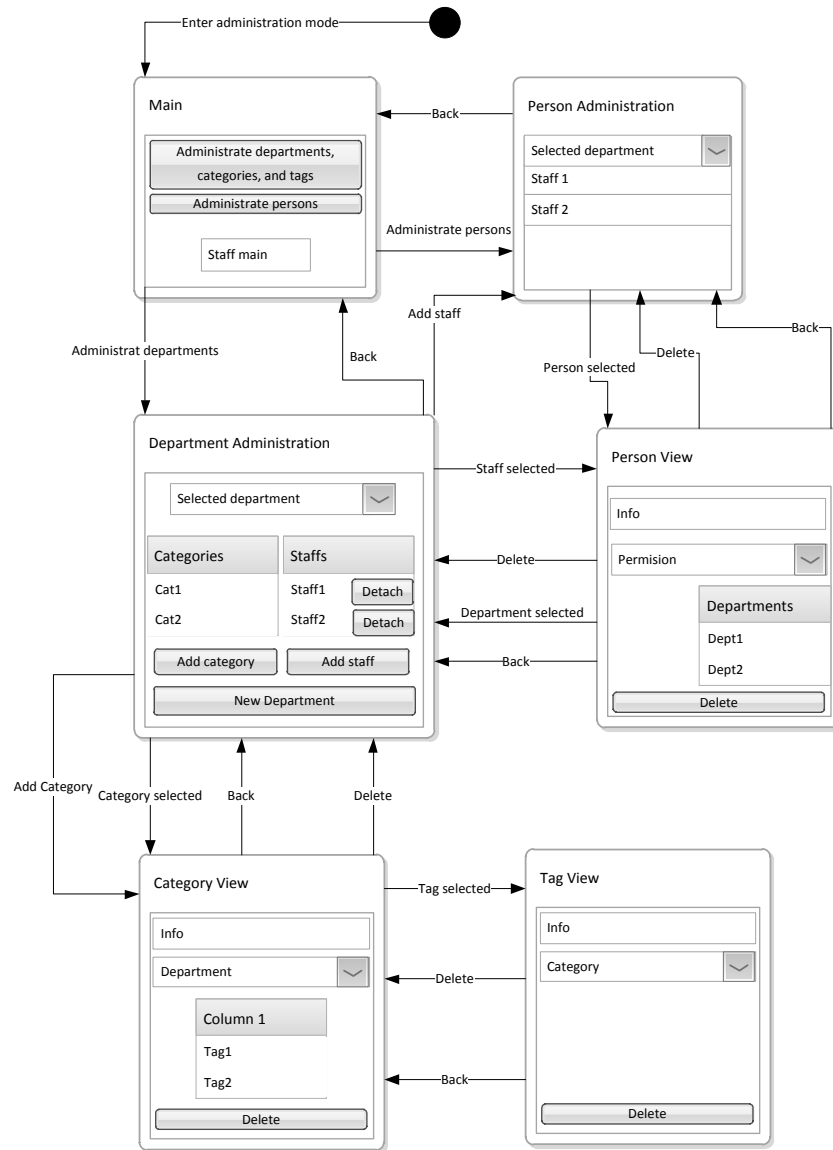 Enter administration mode
Main
Administrate departments,
categories, and tags
Administrate persons
Staff main
Back
Person Administration
Selected department
Staff 1
Staff 2
Administrate persons
Add staff
Administrat departments
Back
Person selected
Delete
Back
Department Administration
Selected department
Categories
Staffs
Cat1
Staff1
Detach
Cat2
Staff2
Detach
Add category
Add staff
New Department
Staff selected
Delete
Department selected
Back
Person View
Info
Permision
Departments
Dept1
Dept2
Delete
Add Category
Category selected
Back
Delete
Category View
Info
Department
Column 1
Tag1
Tag2
Delete
Tag selected
Delete
Back
Tag View
Info
Category
Delete